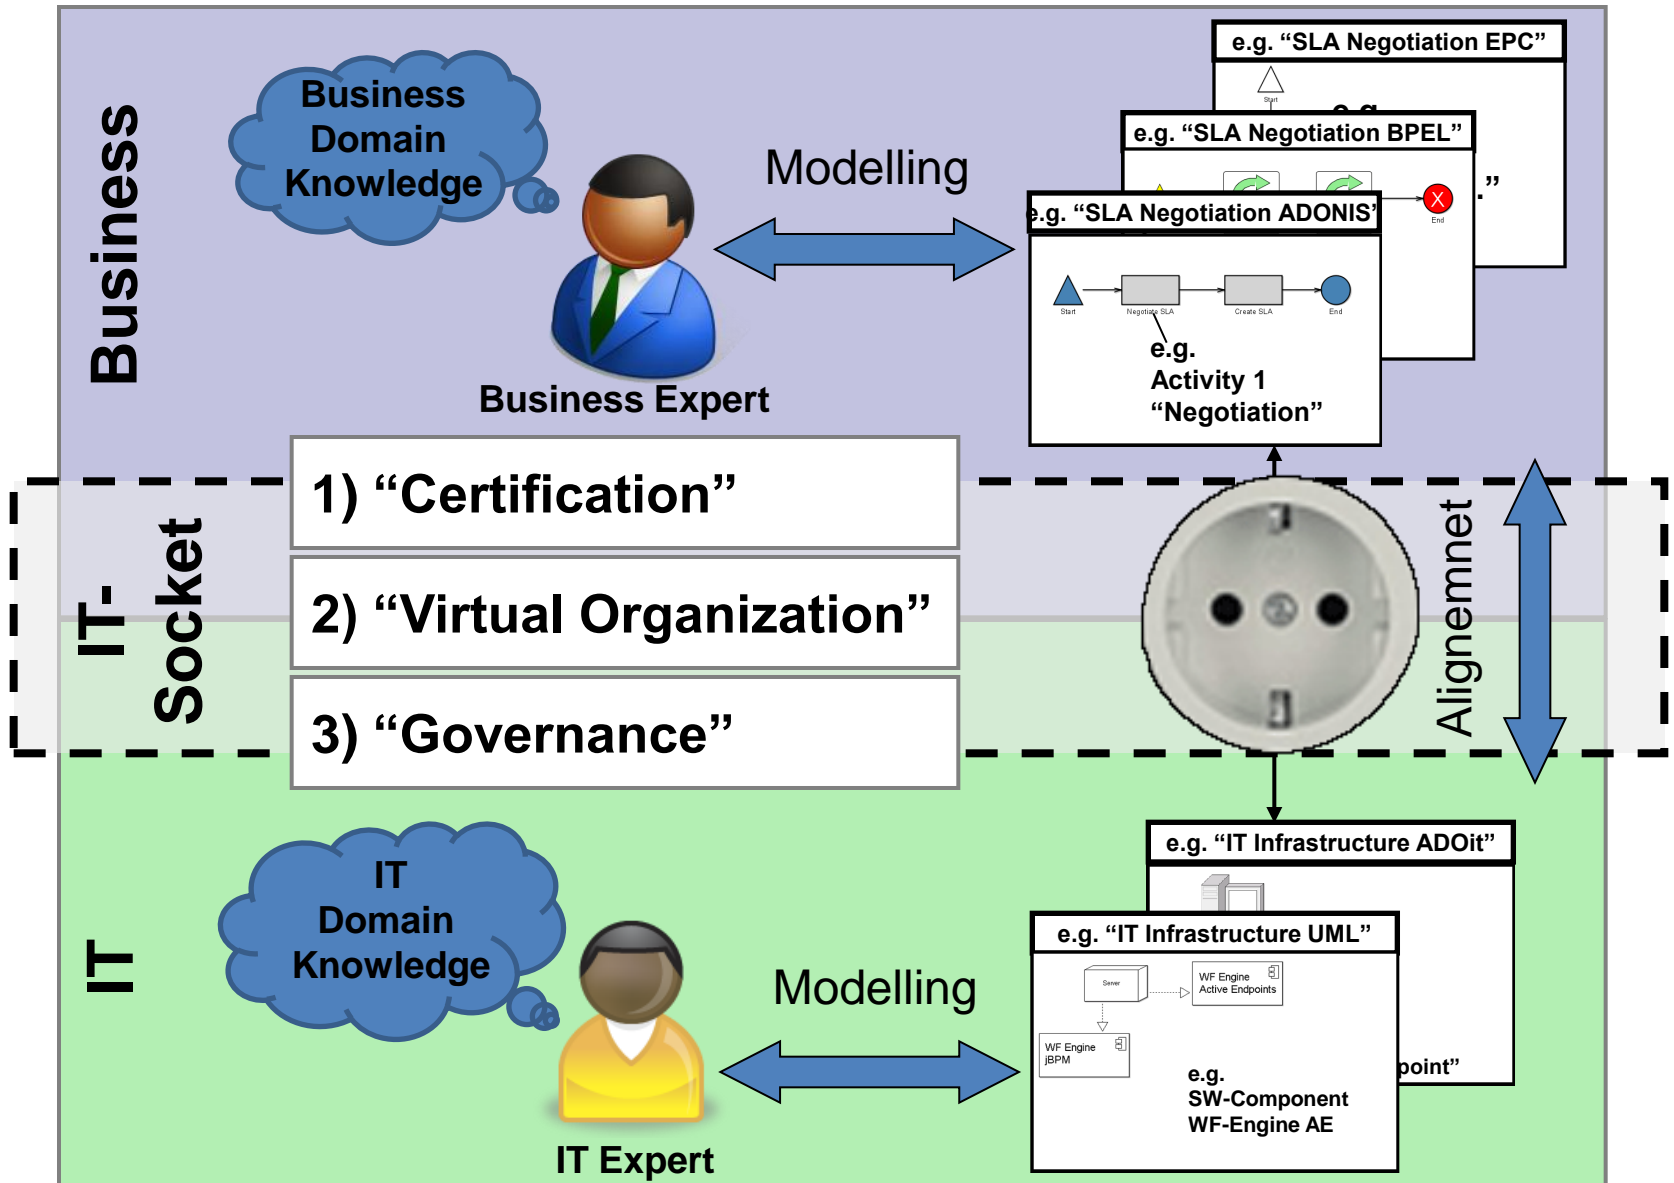 Business
Business
Domain
Knowledge
Business Expert
Modelling
e.g. “SLA Negotiation EPC”
Start
e.g.
e.g. “SLA Negotiation BPEL”
.”
X
End
e.g. “SLA Negotiation ADONIS”
Start
Negotiate SLA
Create SLA
End
e.g.
Activity 1
“Negotiation”
IT-
Socket
1) “Certification”
2) “Virtual Organization”
3) “Governance”
Alignemnet
IT
IT
Domain
Knowledge
IT Expert
Modelling
e.g. “IT Infrastructure ADOit”
point”
e.g. “IT Infrastructure UML”
Server
WF Engine
Active Endpoints
WF Engine
jBPM
e.g.
SW-Component
WF-Engine AE